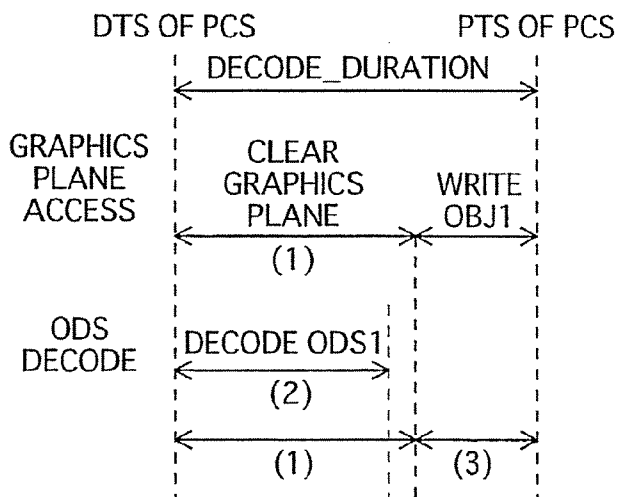 DTS OF PCS
PTS OF PCS
DECODE_DURATION
GRAPHICS
PLANE
ACCESS
CLEAR
GRAPHICS
PLANE
WRITE
OBJ1
(1)
ODS
DECODE
DECODE ODS1
(2)
(1)
(3)